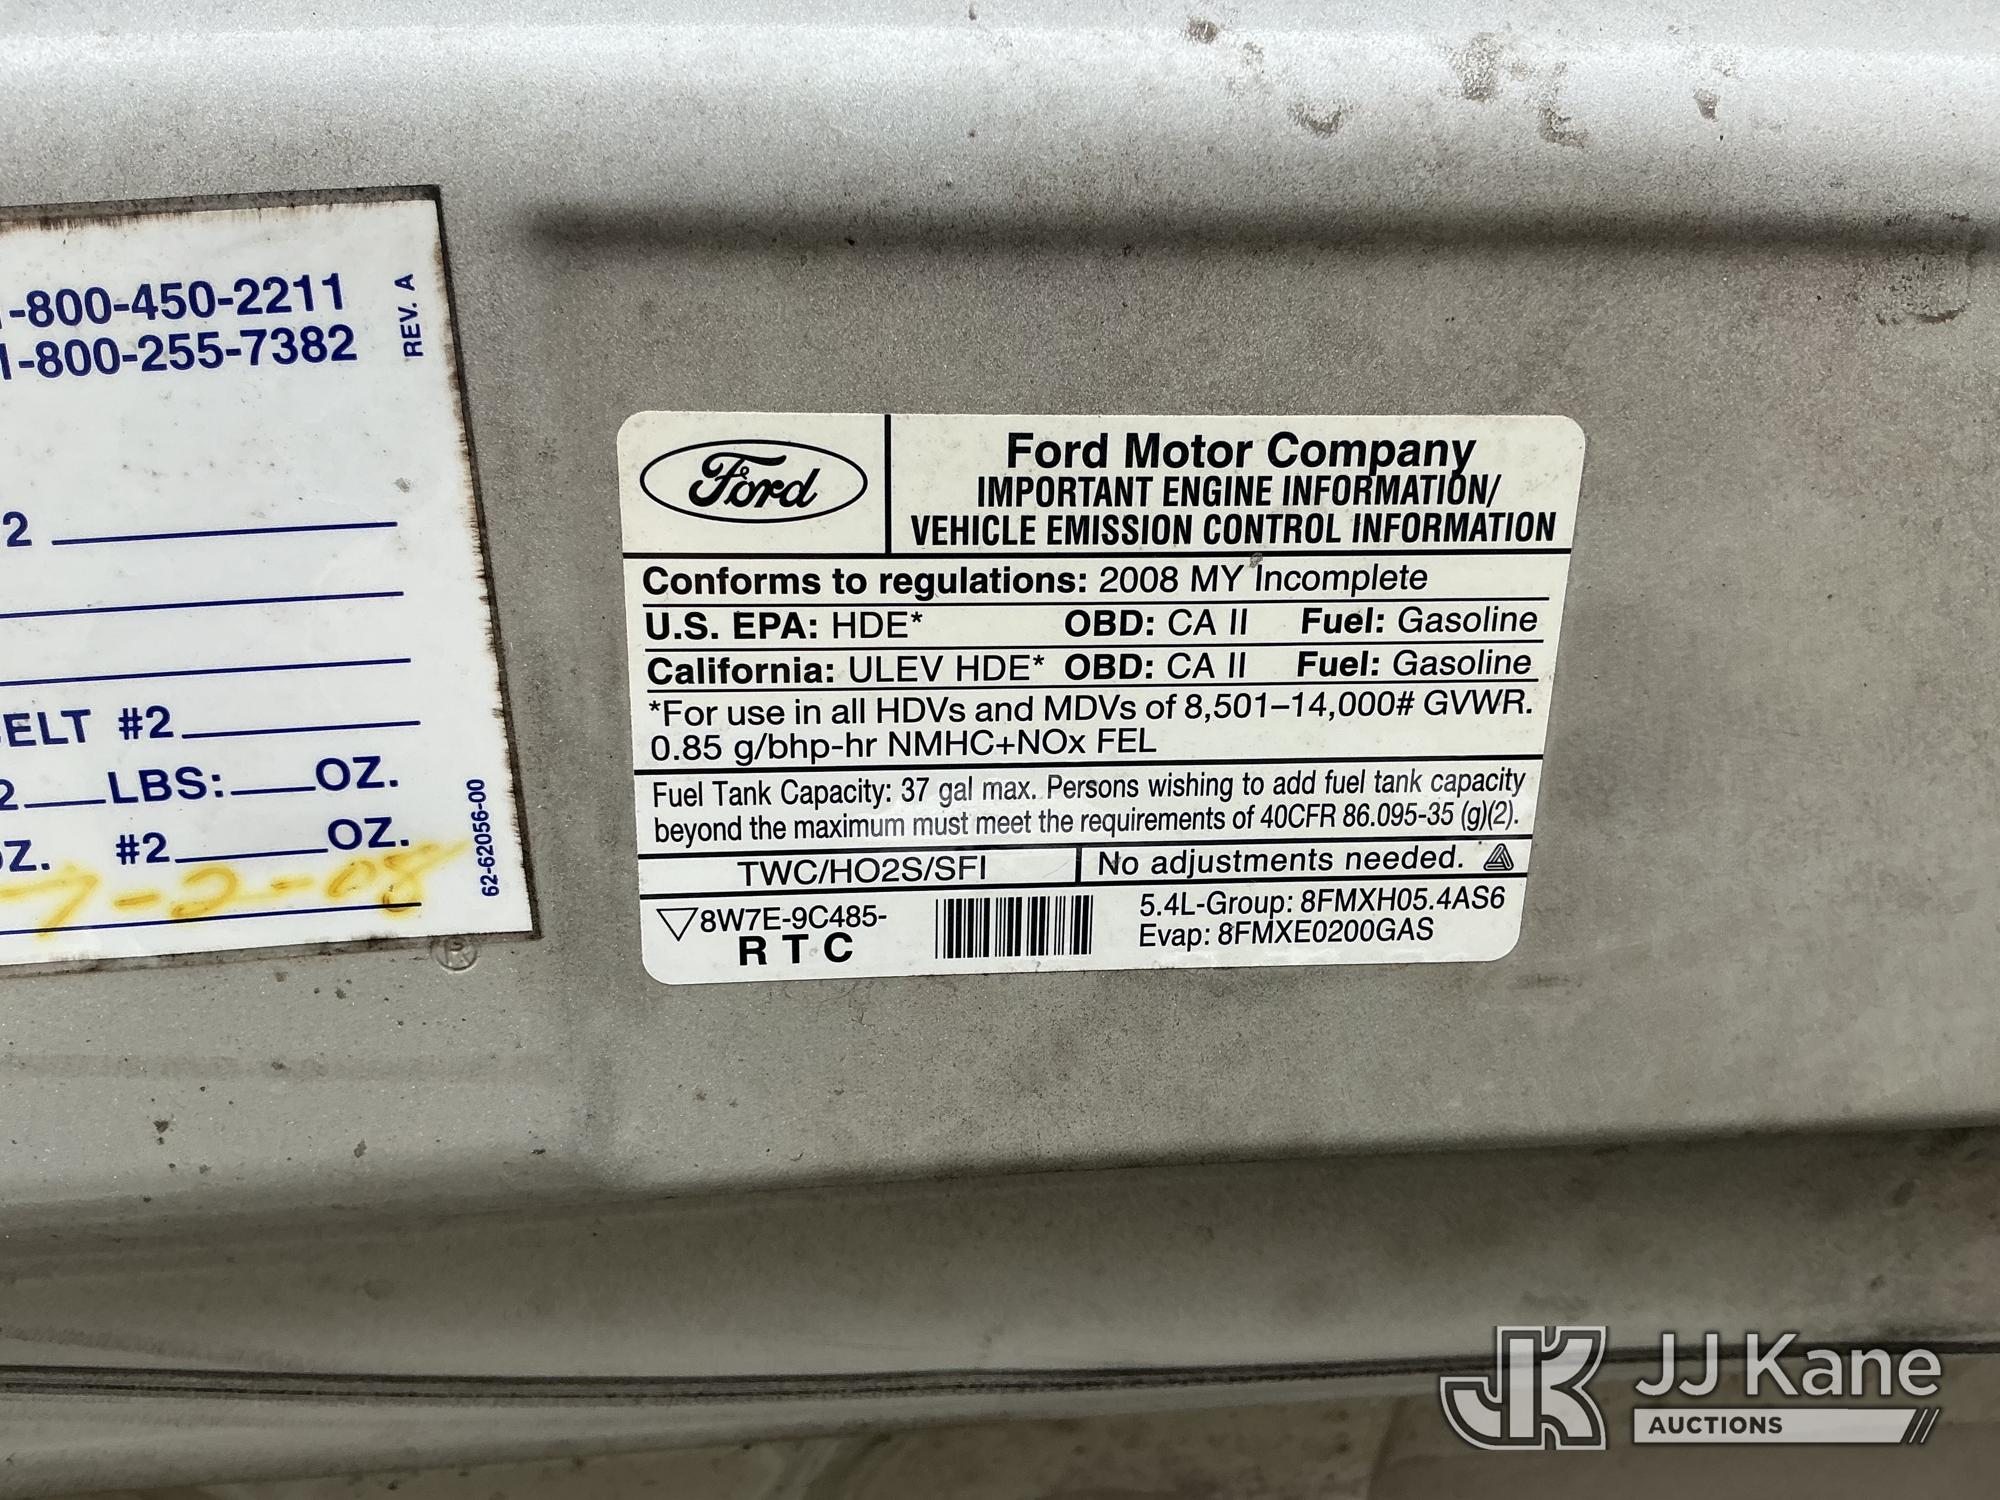 1-800-450-2211
1-800-255-7382
REV. A
2
ELT #2
2 LBS: OZ.
OZ. #2 OZ.
7-2-08
62-62056-00
Ford
Ford Motor Company
IMPORTANT ENGINE INFORMATION/
VEHICLE EMISSION CONTROL INFORMATION
Conforms to regulations: 2008 MY Incomplete
U.S. EPA: HDE* OBD: CA II Fuel: Gasoline
California: ULEV HDE* OBD: CA II Fuel: Gasoline
*For use in all HDVs and MDVs of 8,501–14,000# GVWR.
0.85 g/bhp-hr NMHC+NOx FEL
Fuel Tank Capacity: 37 gal max. Persons wishing to add fuel tank capacity
beyond the maximum must meet the requirements of 40CFR 86.095-35 (g)(2).
TWC/HO2S/SFI No adjustments needed.
8W7E-9C485-
R T C
5.4L-Group: 8FMXH05.4AS6
Evap: 8FMXE0200GAS
JK JJ Kane
AUCTIONS